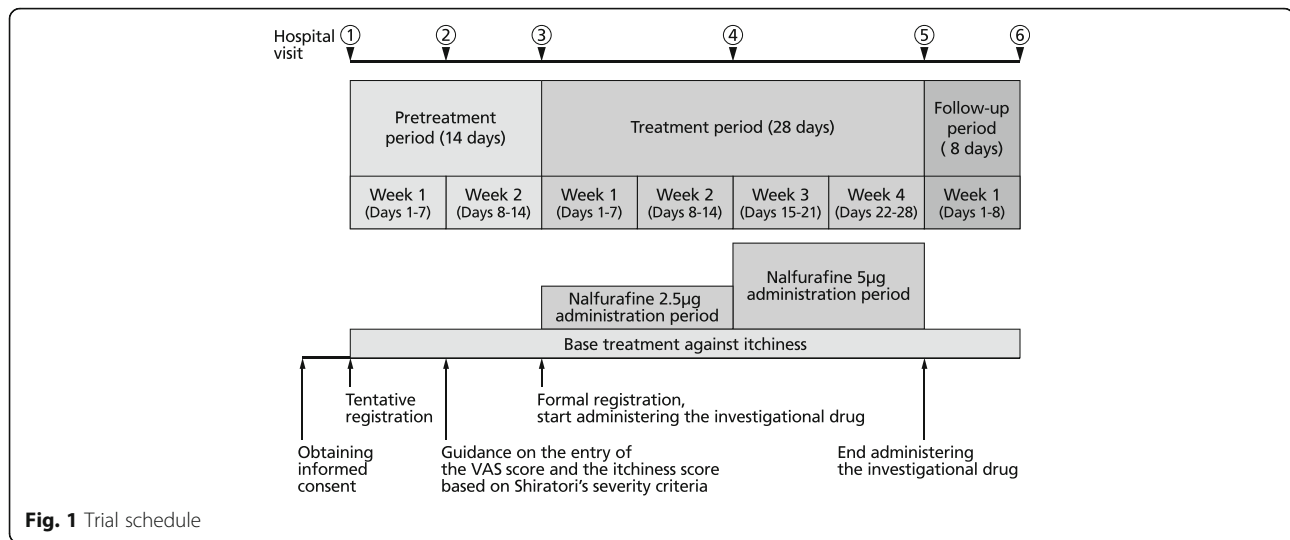 Hospital visit
① ② ③ ④ ⑤ ⑥
Pretreatment
period (14 days)
Treatment period (28 days)
Follow-up
period
( 8 days)
Week 1
(Days 1-7)
Week 2
(Days 8-14)
Week 1
(Days 1-7)
Week 2
(Days 8-14)
Week 3
(Days 15-21)
Week 4
(Days 22-28)
Week 1
(Days 1-8)
Nalfurafine 2.5µg
administration period
Nalfurafine 5µg
administration period
Base treatment against itchiness
Tentative
registration
Formal registration,
start administering the investigational drug
Obtaining
informed
consent
Guidance on the entry of
the VAS score and the itchiness score
based on Shiratori's severity criteria
End administering
the investigational drug
Fig. 1 Trial schedule